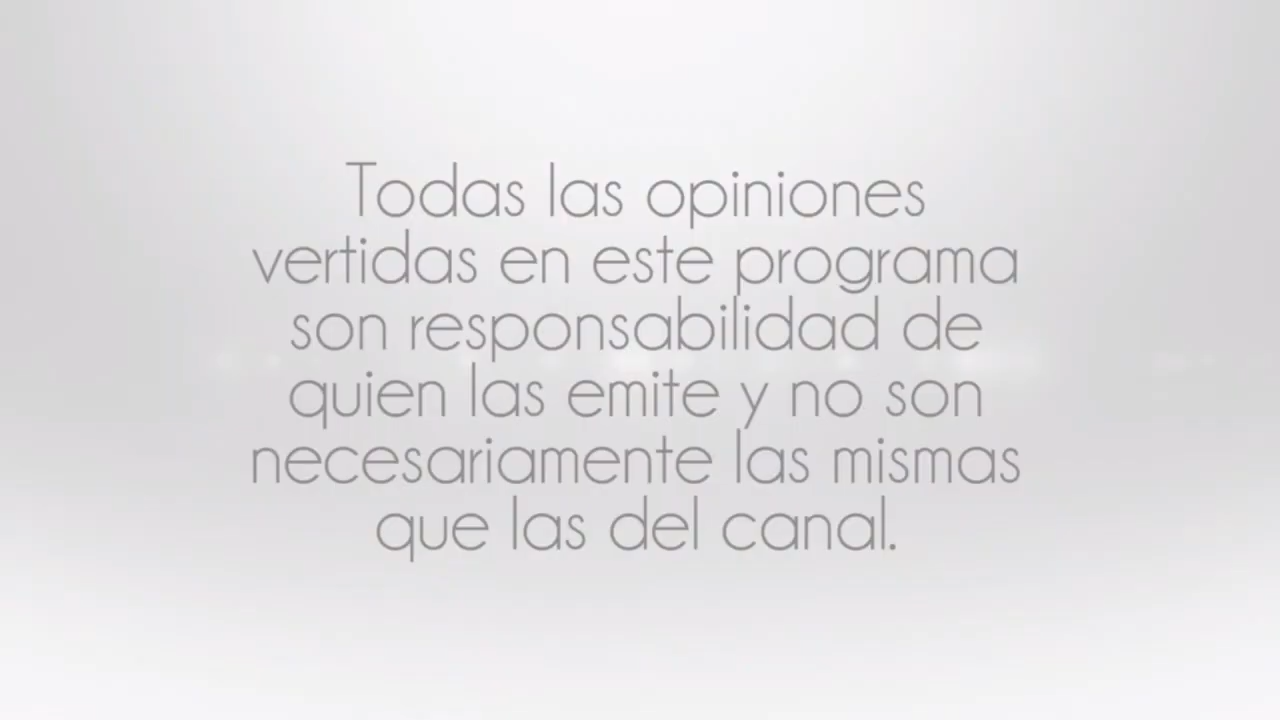 Todas las opiniones
vertidas en este programa
son responsabilidad de
quien las emite y no son
necesariamente las mismas
que las del canal.